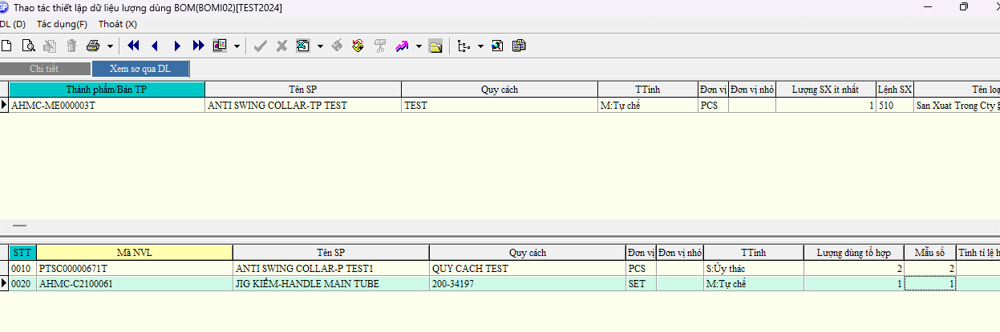 Thao tác thiết lập dữ liệu lượng dùng BOM(BOMI02)[TEST2024]
DL (D) Tác dụng(F) Thoát (X)
Chi tiết Xem sơ qua DL
Thành phẩm/Bán TP Tên SP Quy cách TTính Đơn vị Đơn vị nhỏ Lượng SX ít nhất Lệnh SX Tên loạ
AHMC-ME000003T ANTI SWING COLLAR-TP TEST TEST M:Tự chế PCS 1 510 San Xuat Trong Cty
STT Mã NVL Tên SP Quy cách Đơn vị Đơn vị nhỏ TTính Lượng dùng tổ hợp Mẫu số Tính tỉ lệ h
0010 PTSC00000671T ANTI SWING COLLAR-P TEST1 QUY CACH TEST PCS S:Ủy thác 2 2
0020 AHMC-C2100061 JIG KIỂM-HANDLE MAIN TUBE 200-34197 SET M:Tự chế 1 1